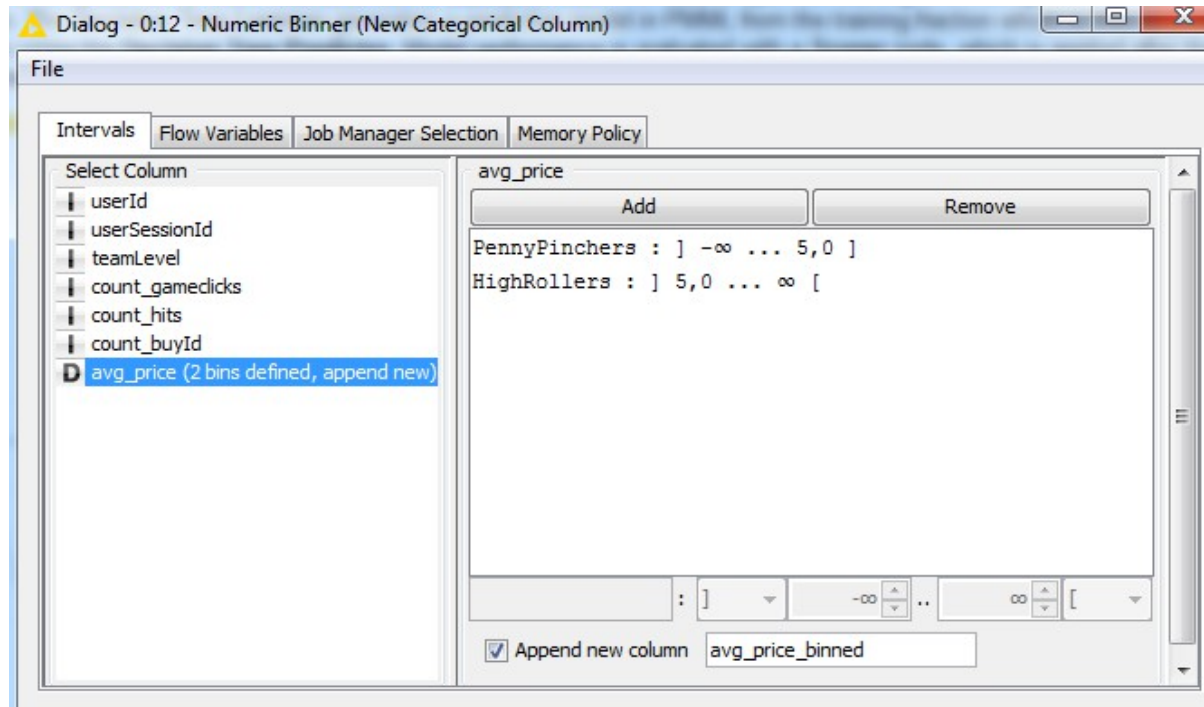 Dialog - 0:12 - Numeric Binner (New Categorical Column)
File
Intervals Flow Variables Job Manager Selection Memory Policy
Select Column
userId
userSessionId
teamLevel
count_gameclicks
count_hits
count_buyId
D avg_price (2 bins defined, append new)
avg_price
Add Remove
PennyPinchers : ] -∞ ... 5,0 ]
HighRollers : ] 5,0 ... ∞ [
: ] -∞ .. ∞ [
Append new column avg_price_binned